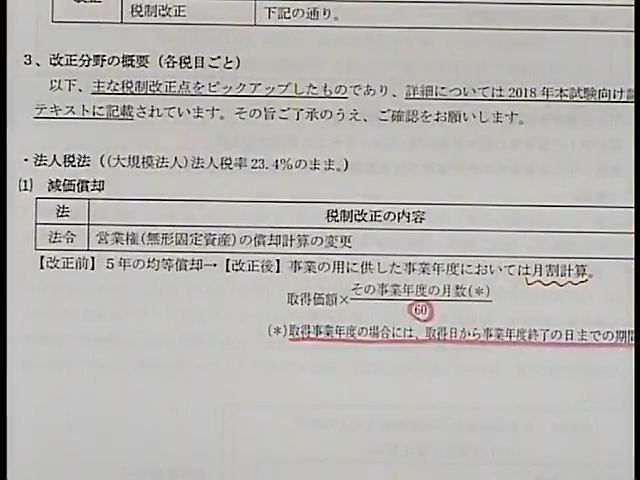 税制改正 下記の通り。
3、改正分野の概要（各税目ごと）
以下、主な税制改正点をピックアップしたものであり、詳細については2018年本試験向け
テキストに記載されています。その旨ご了承のうえ、ご確認をお願いします。
・法人税法（(大規模法人)法人税率23.4%のまま。）
(1) 減価償却
法 税制改正の内容
法令 営業権(無形固定資産)の償却計算の変更
【改正前】5年の均等償却→【改正後】事業の用に供した事業年度においては月割計算。
取得価額×その事業年度の月数(*)
60
(*)取得事業年度の場合には、取得日から事業年度終了の日までの期間